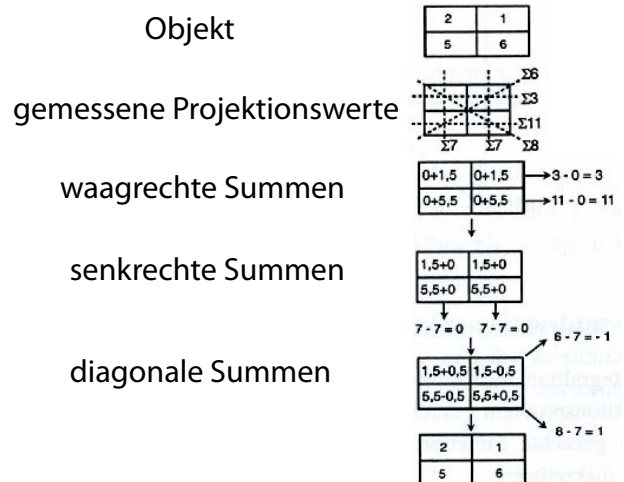 Objekt
2 1
5 6
gemessene Projektionswerte
Σ6
Σ3
Σ11
Σ7 Σ7 Σ8
waagrechte Summen
0+1,5 0+1,5 3 - 0 = 3
0+5,5 0+5,5 11 - 0 = 11
senkrechte Summen
1,5+0 1,5+0
5,5+0 5,5+0
7 - 7 = 0 7 - 7 = 0
6 - 7 = - 1
diagonale Summen
1,5+0,5 1,5-0,5
5,5-0,5 5,5+0,5
8 - 7 = 1
2 1
5 6